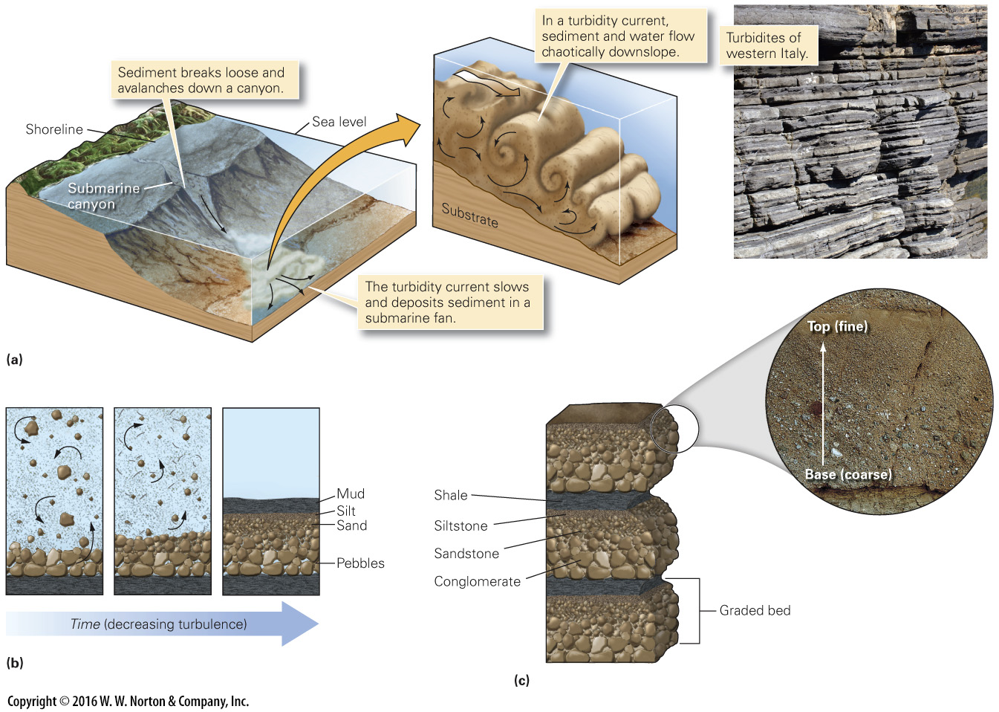 Sediment breaks loose and
avalanches down a canyon.
Shoreline
Sea level
Submarine
canyon
The turbidity current slows
and deposits sediment in a
submarine fan.
In a turbidity current,
sediment and water flow
chaotically downslope.
Substrate
Turbidites of
western Italy.
(a)
Mud
Silt
Sand
Pebbles
Time (decreasing turbulence)
(b)
Top (fine)
Base (coarse)
Shale
Siltstone
Sandstone
Conglomerate
Graded bed
(c)
Copyright © 2016 W. W. Norton & Company, Inc.